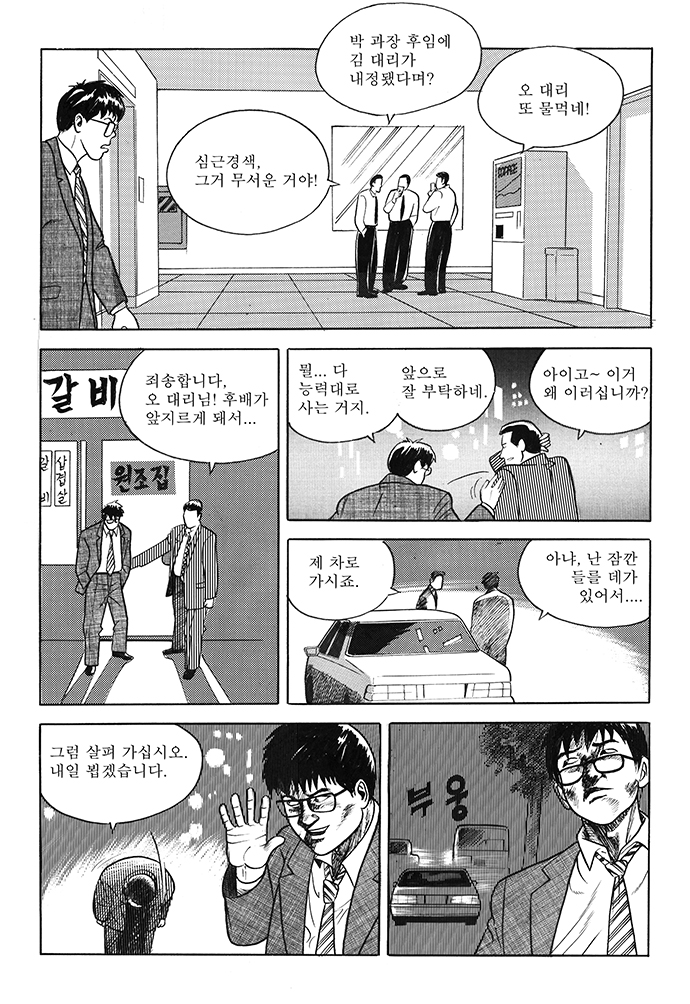 박 과장 후임에
김 대리가
내정됐다며?
오 대리
또 물먹네!
심근경색,
그거 무서운 거야!
갈비
원조집
삼겹살
갈비
죄송합니다,
오 대리님! 후배가
앞지르게 돼서...
뭘... 다
능력대로
사는 거지.
앞으로
잘 부탁하네.
아이고~ 이거
왜 이러십니까?
제 차로
가시죠.
아냐, 난 잠깐
들를 데가
있어서....
그럼 살펴 가십시오.
내일 뵙겠습니다.
부웅